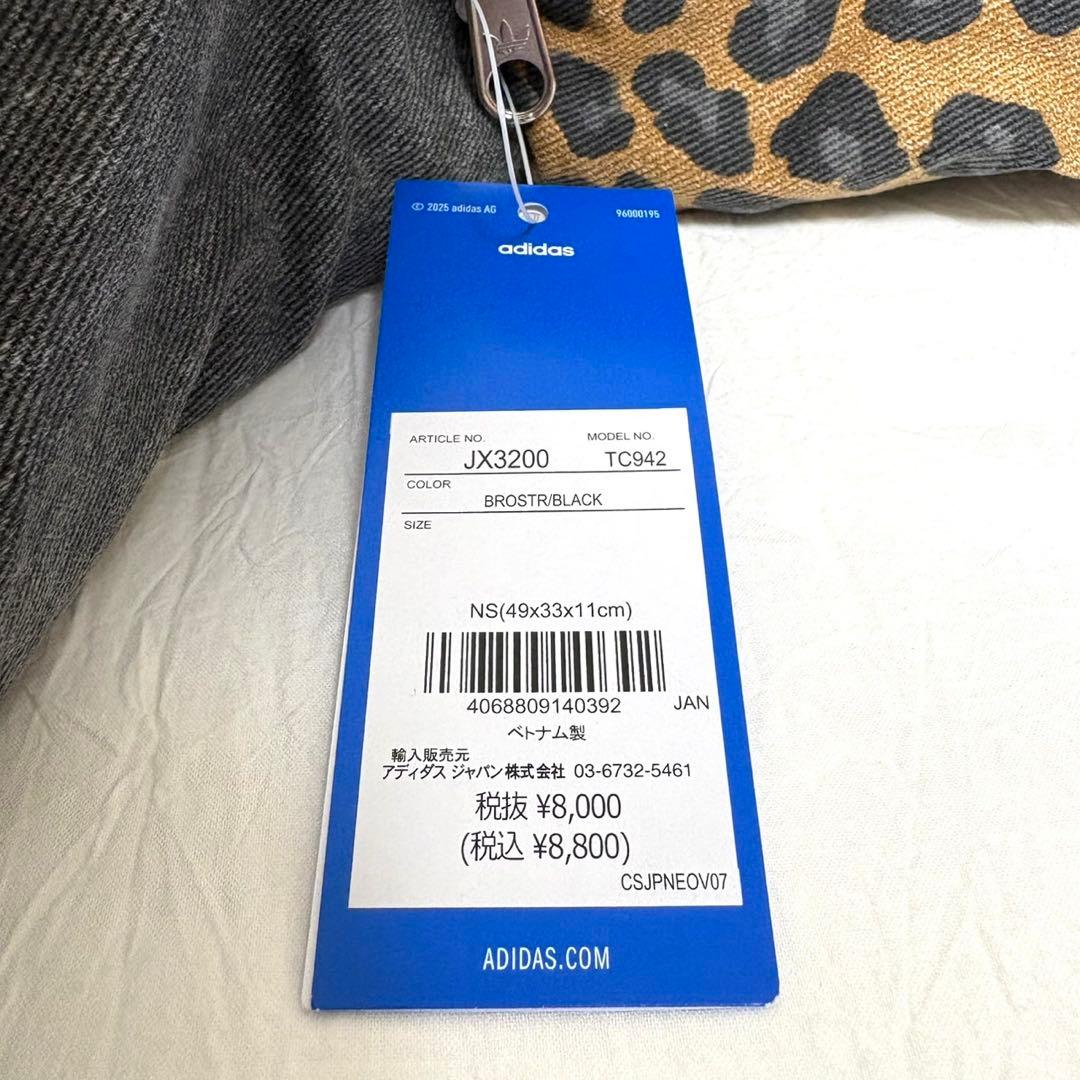 © 2025 adidas AG 96000195
adidas
ARTICLE NO. MODEL NO.
JX3200 TC942
COLOR
BROSTR/BLACK
SIZE
NS(49x33x11cm)
4068809140392 JAN
ベトナム製
輸入販売元
アディダス ジャパン株式会社 03-6732-5461
税抜 ¥8,000
(税込 ¥8,800)
CSJPNEOV07
ADIDAS.COM